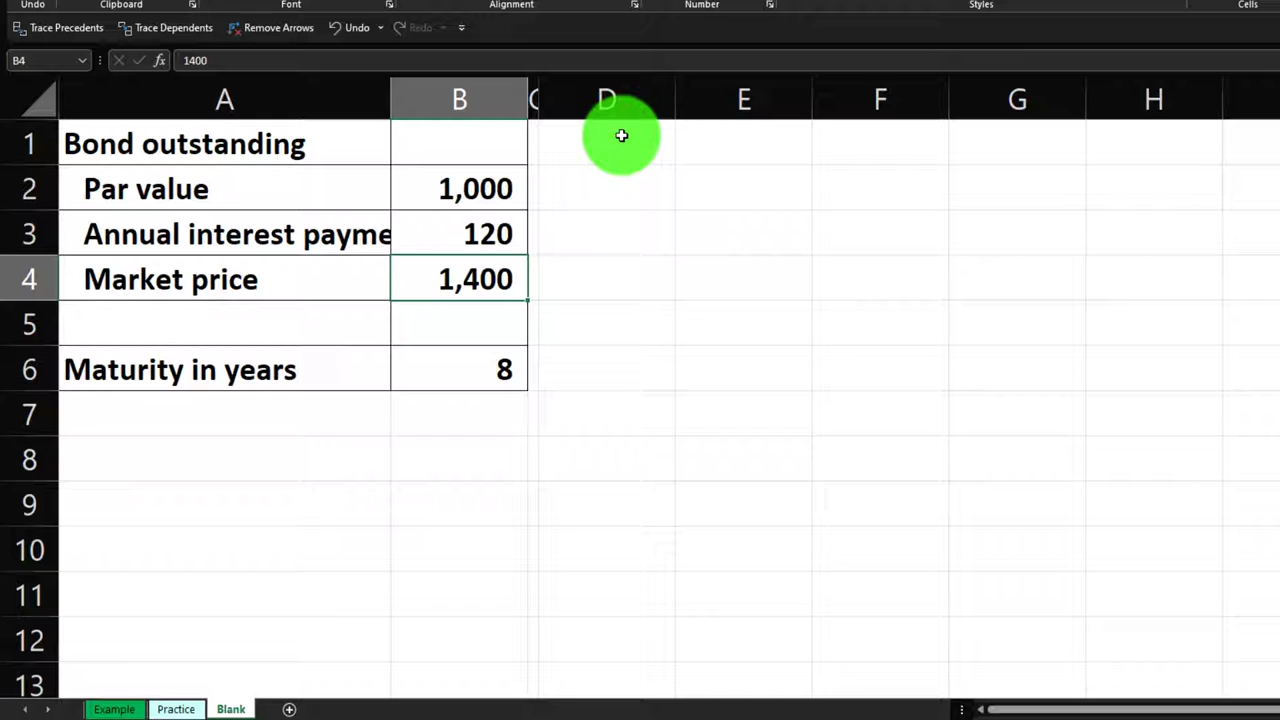 Undo Clipboard Font Alignment Number Styles Cells
Trace Precedents Trace Dependents Remove Arrows Undo Redo
B4 fx 1400
A B C D E F G H
1 Bond outstanding
2 Par value 1,000
3 Annual interest payme 120
4 Market price 1,400
5
6 Maturity in years 8
7
8
9
10
11
12
13
Example Practice Blank